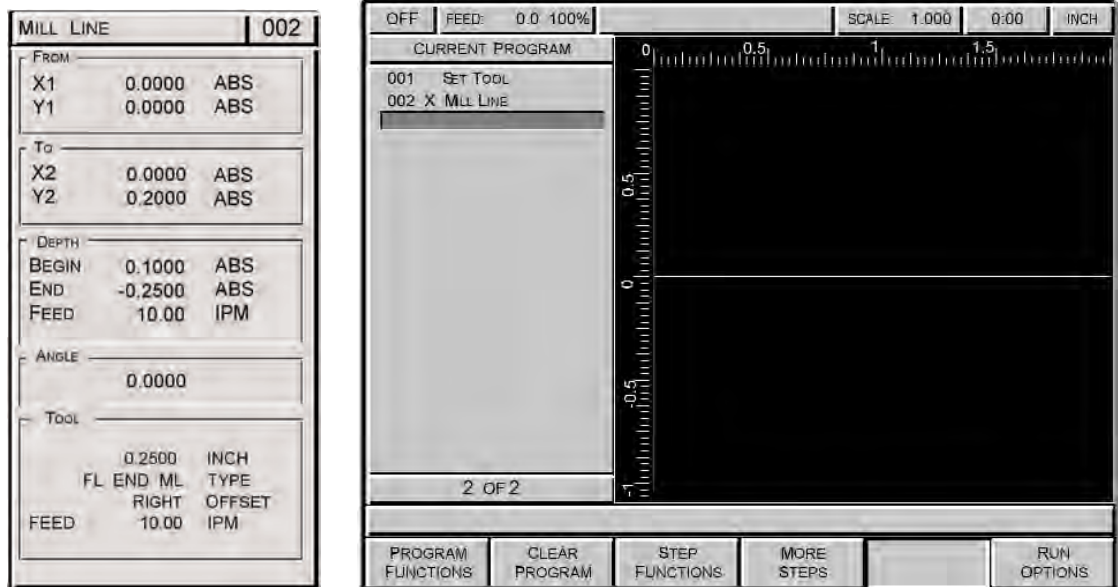 MILL LINE 002
FROM
X1 0.0000 ABS
Y1 0.0000 ABS
TO
X2 0.0000 ABS
Y2 0.2000 ABS
DEPTH
BEGIN 0.1000 ABS
END -0.2500 ABS
FEED 10.00 IPM
ANGLE
0.0000
TOOL
0.2500 INCH
FL END ML TYPE
RIGHT OFFSET
FEED 10.00 IPM
OFF FEED: 0.0 100% SCALE: 1.000 0:00 INCH
CURRENT PROGRAM
001 SET TOOL
002 X MILL LINE
2 OF 2
0 0.5 1 1.5
0.5
0
-0.5
-1
PROGRAM FUNCTIONS
CLEAR PROGRAM
STEP FUNCTIONS
MORE STEPS
RUN OPTIONS